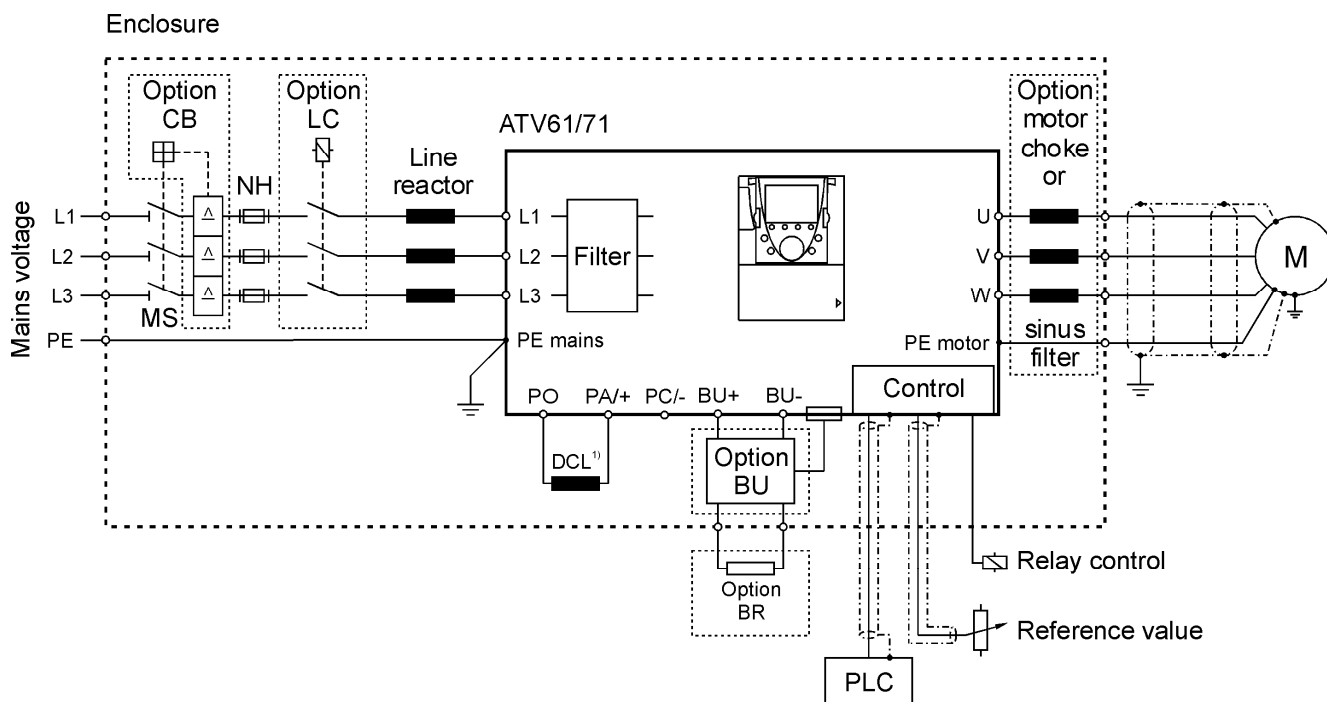 Enclosure
Option
CB
Option
LC
ATV61/71
Option
motor
choke
or
Line
reactor
NH
Mains voltage
L1
L2
L3
PE
MS
L1
L2
L3
PE mains
Filter
U
V
W
PE motor
sinus
filter
M
Control
PO
PA/+
PC/-
BU+
BU-
DCL1)
Option
BU
Option
BR
Relay control
Reference value
PLC